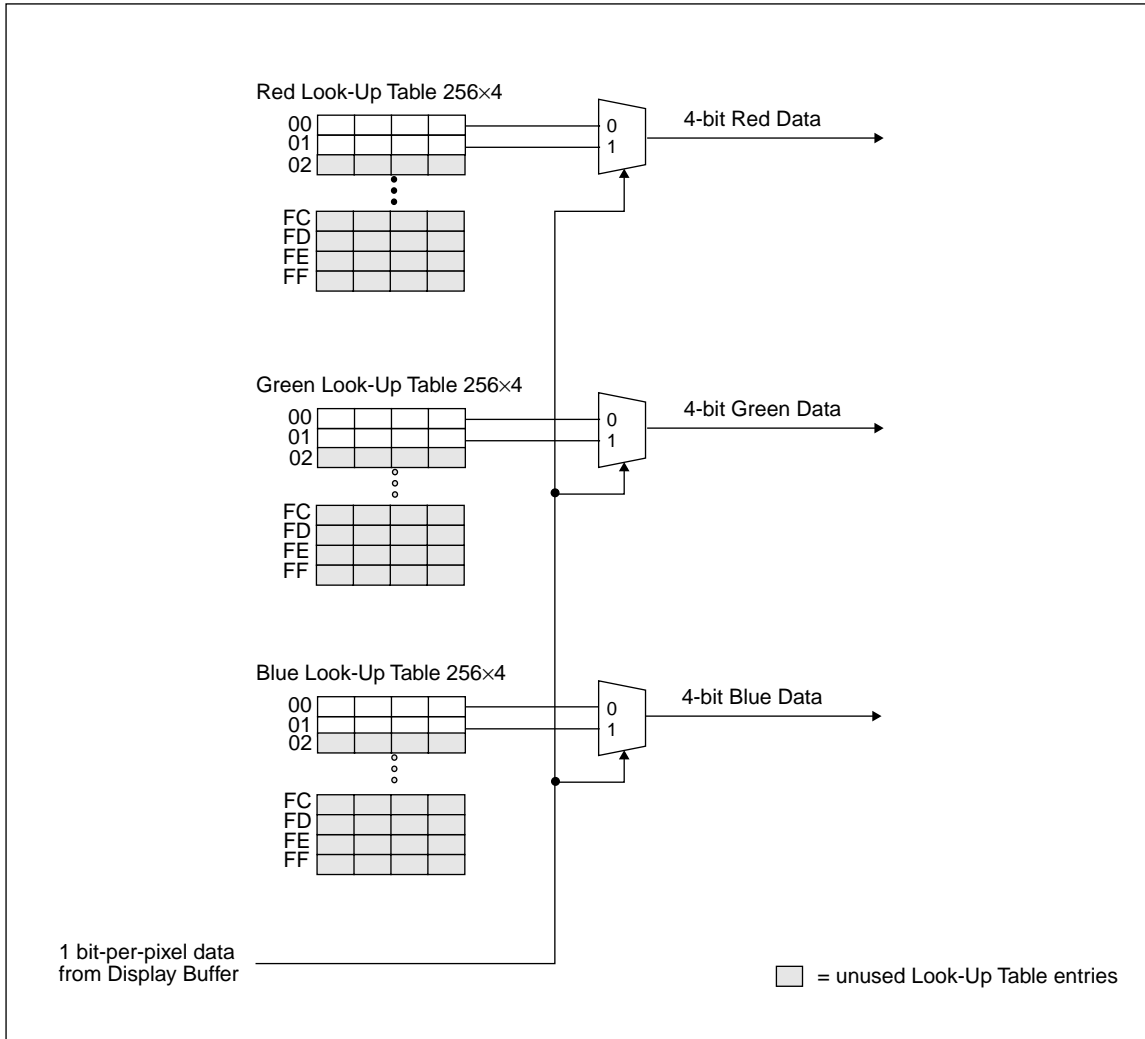 Red Look-Up Table 256×4
00
01
02
FC
FD
FE
FF
0
1
4-bit Red Data
Green Look-Up Table 256×4
00
01
02
FC
FD
FE
FF
0
1
4-bit Green Data
Blue Look-Up Table 256×4
00
01
02
FC
FD
FE
FF
0
1
4-bit Blue Data
1 bit-per-pixel data
from Display Buffer
= unused Look-Up Table entries